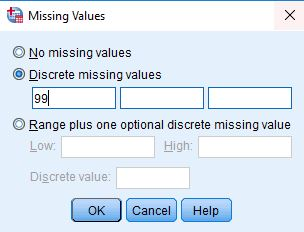 Missing Values
No missing values
Discrete missing values
99
Range plus one optional discrete missing value
Low: High:
Discrete value:
OK Cancel Help